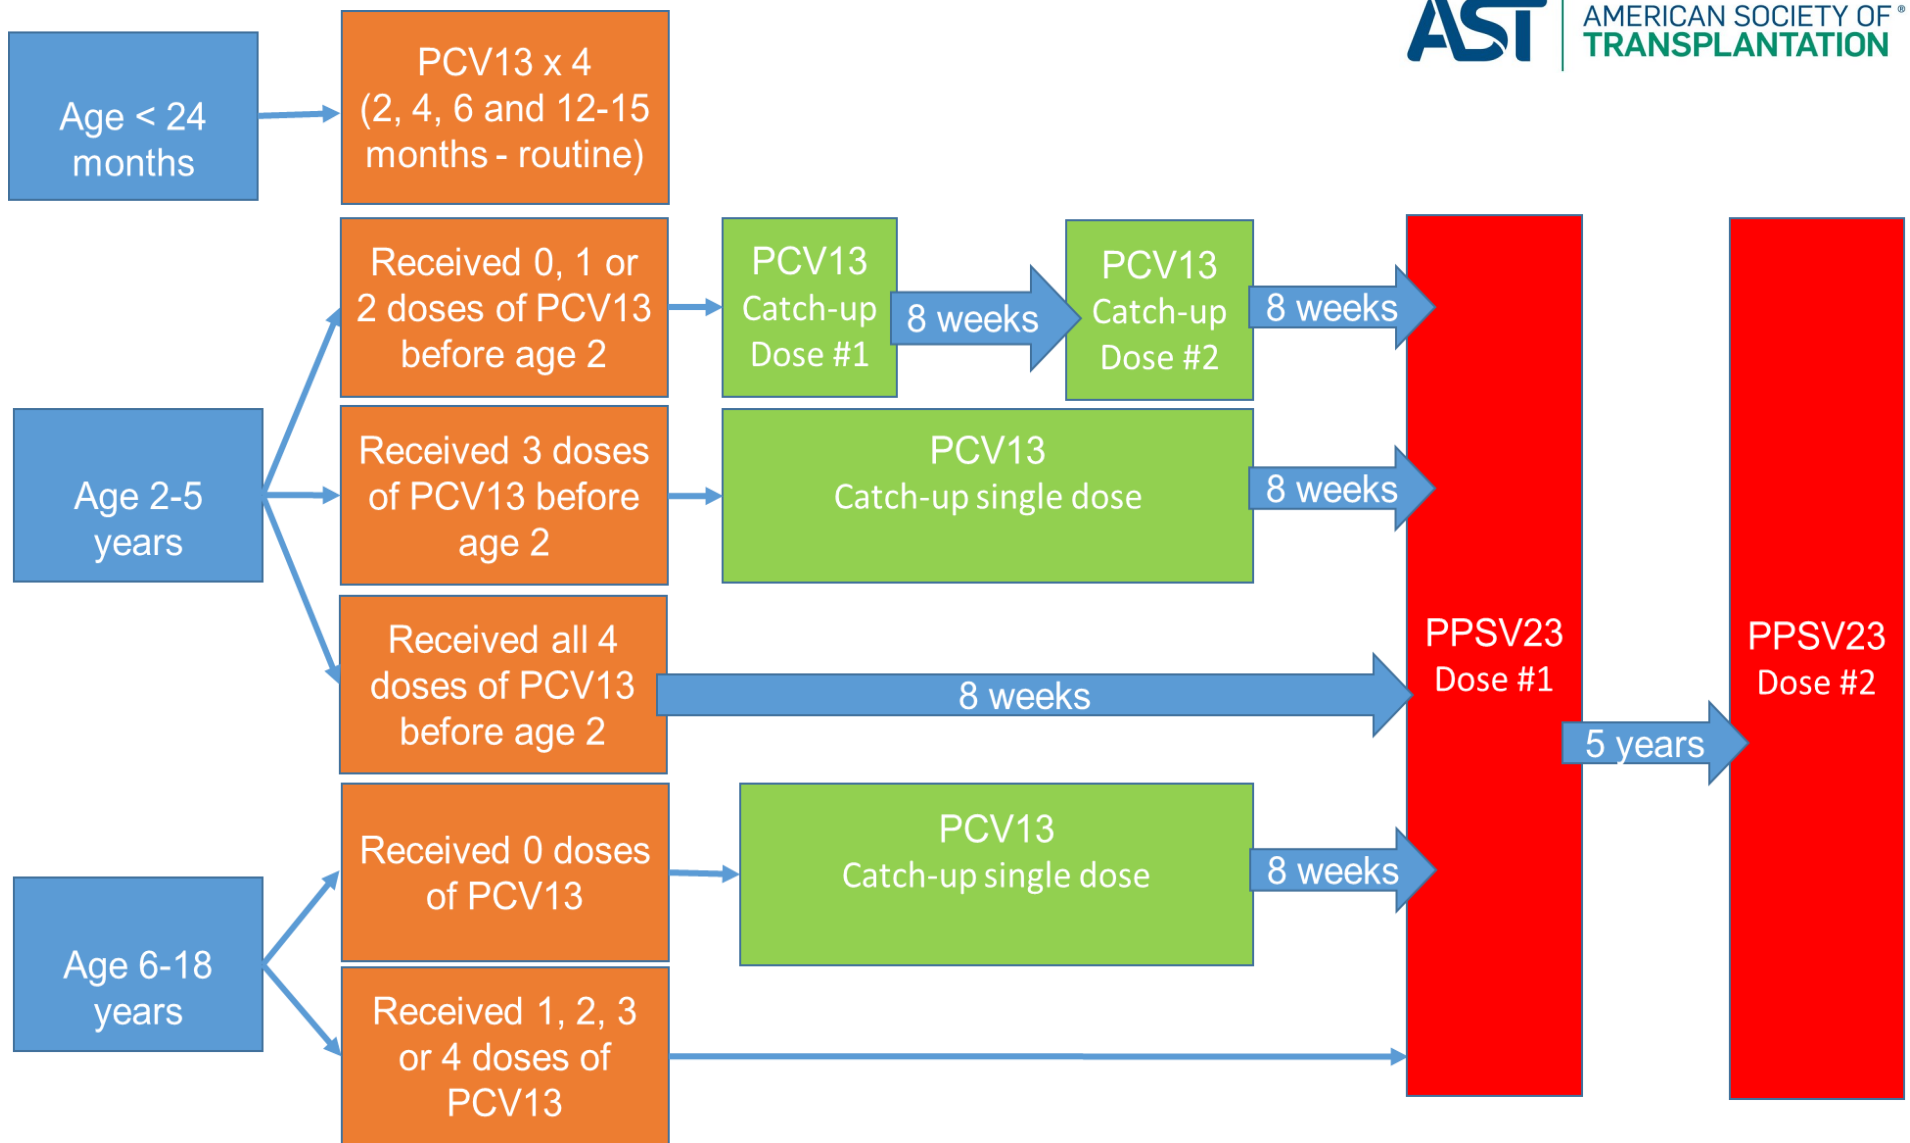 AST
AMERICAN SOCIETY OF®
TRANSPLANTATION
Age < 24
months
PCV13 x 4
(2, 4, 6 and 12-15
months - routine)
Age 2-5
years
Received 0, 1 or
2 doses of PCV13
before age 2
PCV13
Catch-up
Dose #1
8 weeks
PCV13
Catch-up
Dose #2
8 weeks
Received 3 doses
of PCV13 before
age 2
PCV13
Catch-up single dose
8 weeks
Received all 4
doses of PCV13
before age 2
8 weeks
Age 6-18
years
Received 0 doses
of PCV13
PCV13
Catch-up single dose
8 weeks
Received 1, 2, 3
or 4 doses of
PCV13
PPSV23
Dose #1
5 years
PPSV23
Dose #2